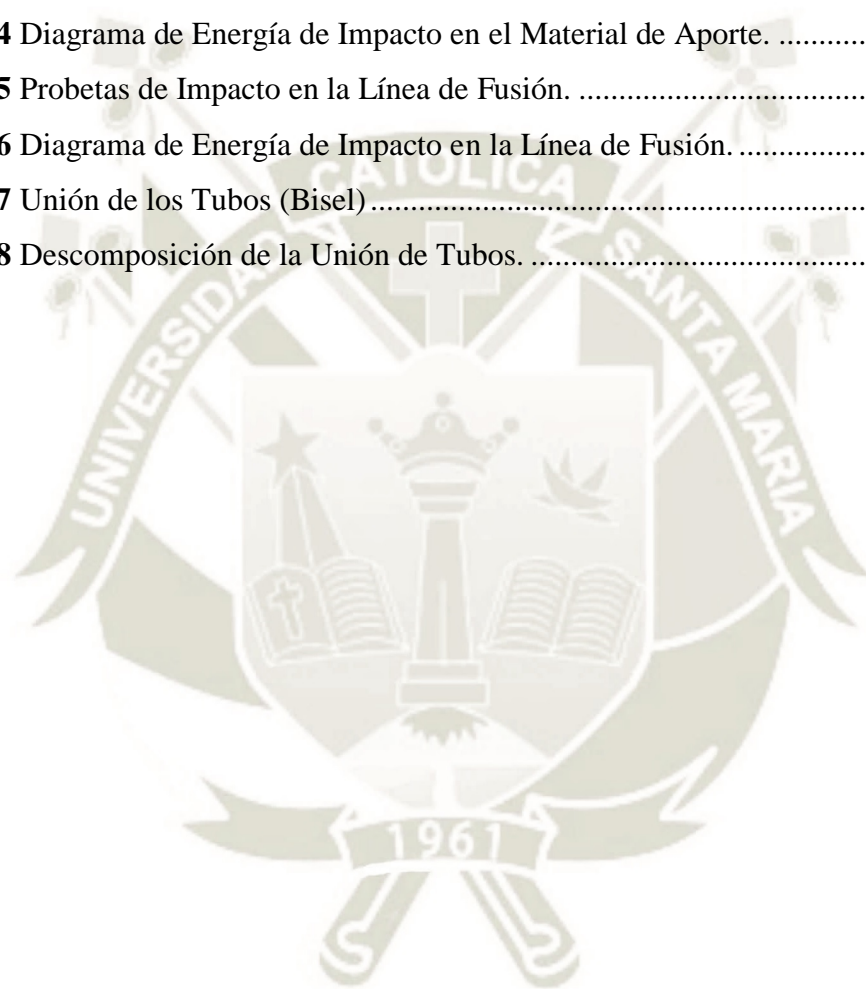 4 Diagrama de Energía de Impacto en el Material de Aporte. ...........
5 Probetas de Impacto en la Línea de Fusión. ...................................
6 Diagrama de Energía de Impacto en la Línea de Fusión. ................
7 Unión de los Tubos (Bisel) ..............................................................
8 Descomposición de la Unión de Tubos. .........................................
UNIVERSIDAD CATOLICA SANTA MARIA
1961